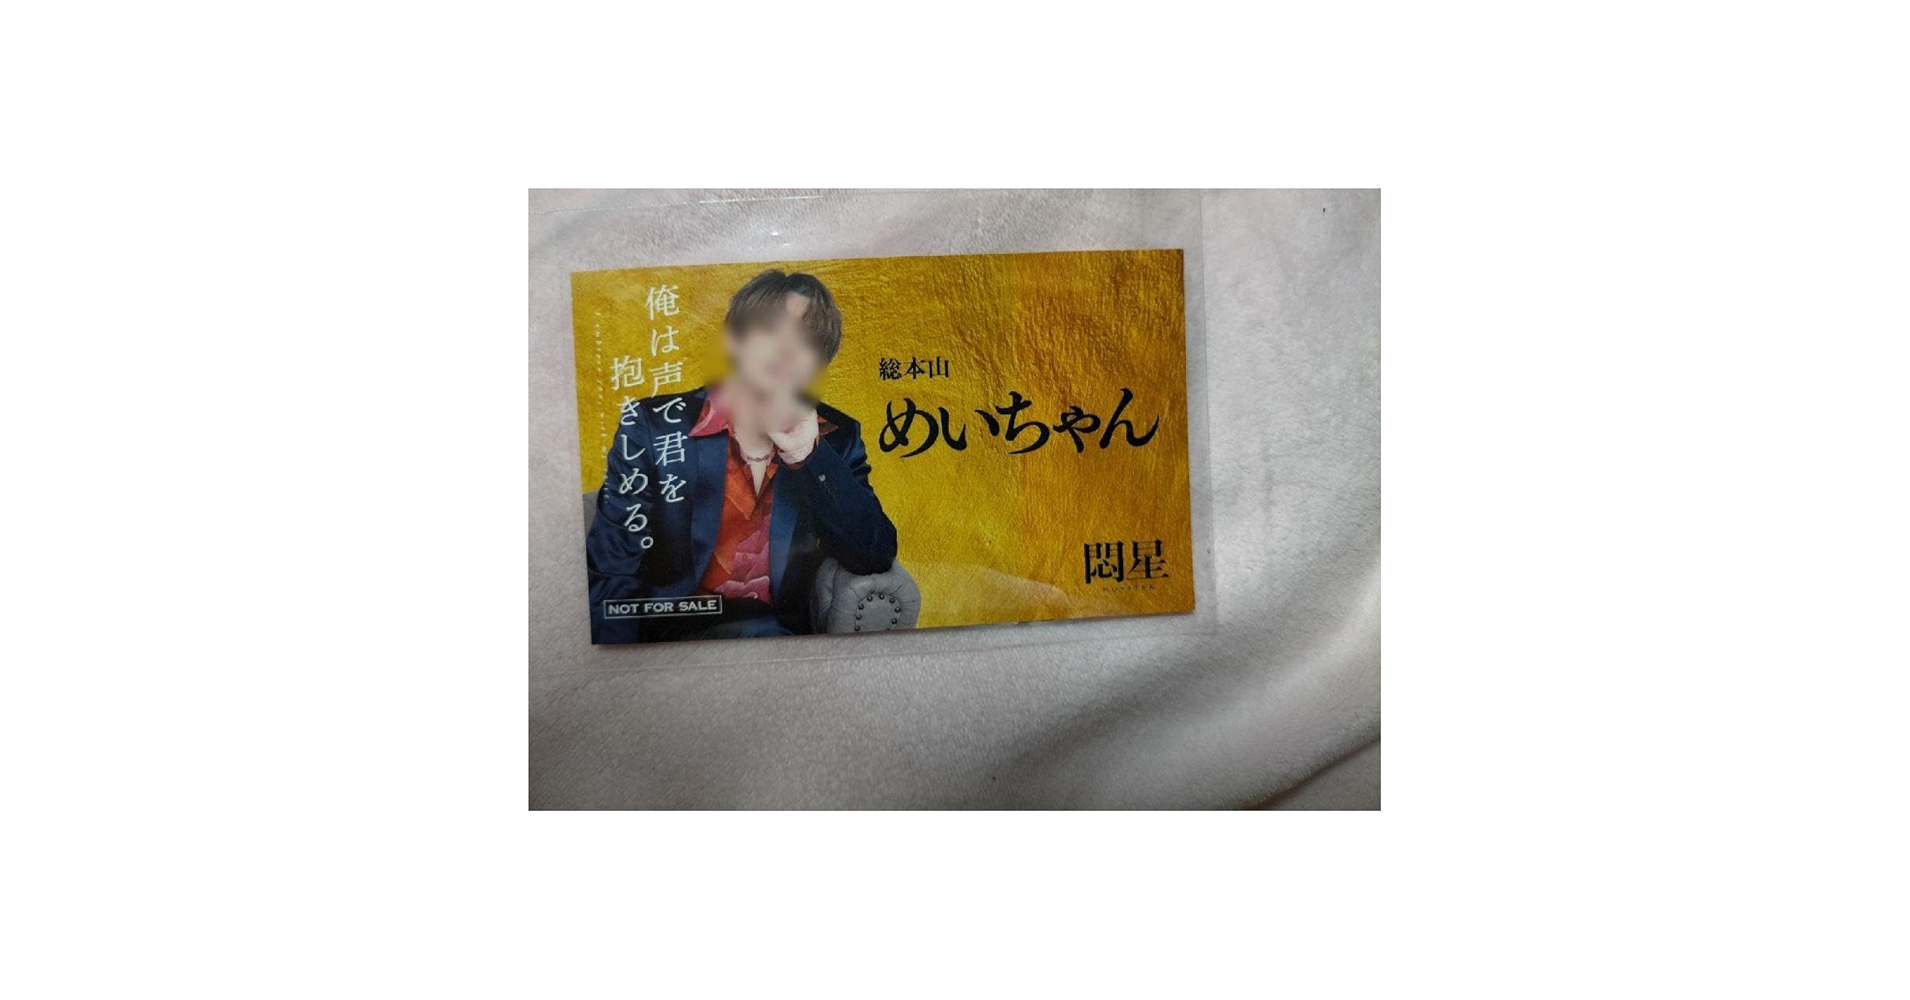 俺は声で君を
抱きしめる。
総本山
めいちゃん
悶星
NOT FOR SALE